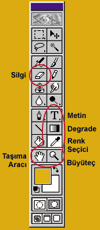 Silgi
Metin
Degrade
Renk
Seçici
Taşıma
Aracı
Büyüteç